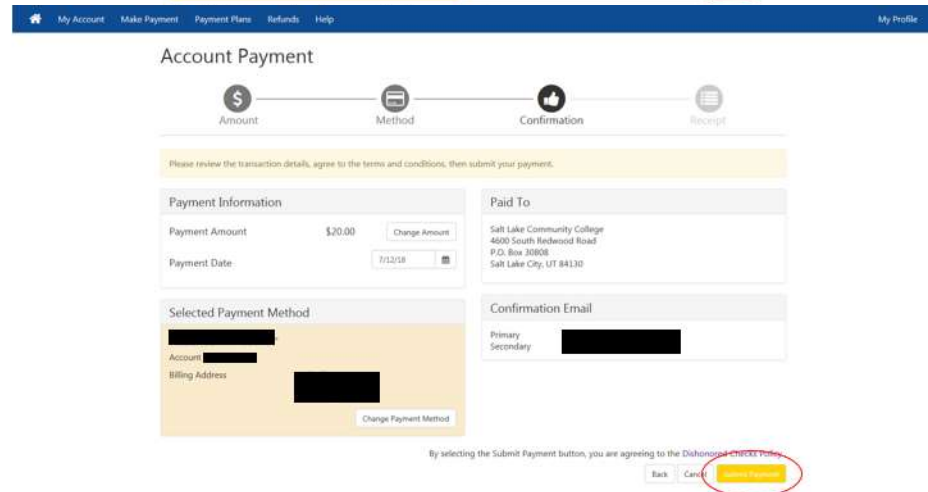 My Account Make Payment Payment Plans Refunds Help My Profile
Account Payment
$
Amount Method Confirmation Receipt
Please review the transaction details, agree to the terms and conditions, then submit your payment.
Payment Information
Payment Amount $20.00 Change Amount
Payment Date 7/12/18
Paid To
Salt Lake Community College
4600 South Redwood Road
P.O. Box 30808
Salt Lake City, UT 84130
Selected Payment Method
Account
Billing Address
Change Payment Method
Confirmation Email
Primary
Secondary
By selecting the Submit Payment button, you are agreeing to the Dishonored Checks Policy
Back Cancel Submit Payment